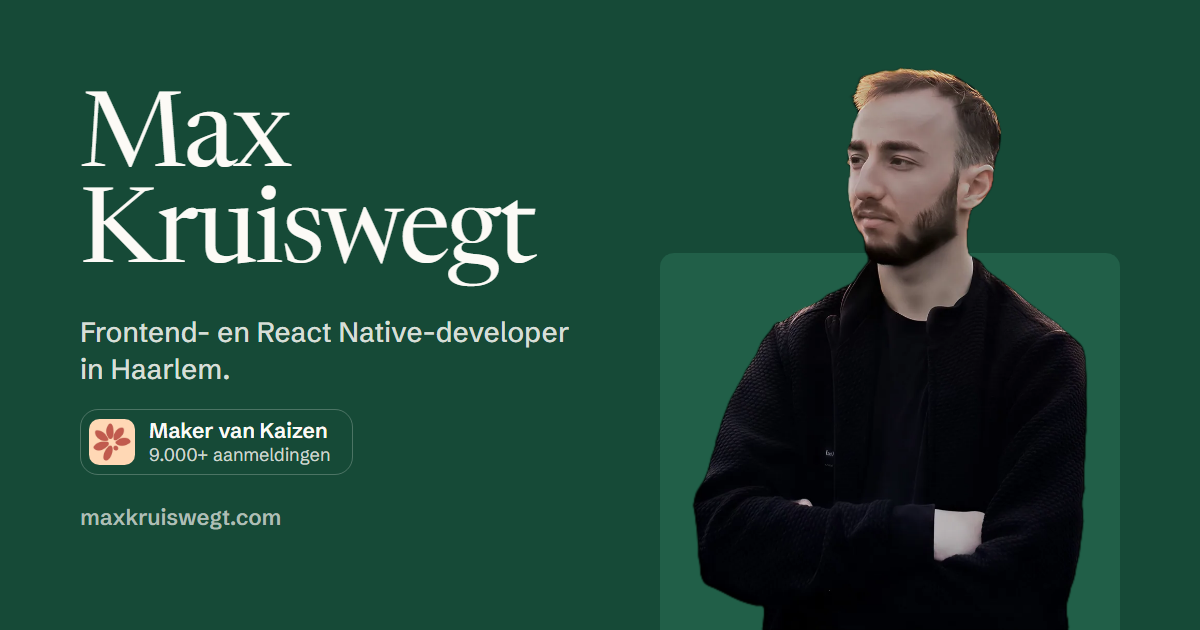 Max
Kruiswegt
Frontend- en React Native-developer
in Haarlem.
Maker van Kaizen
9.000+ aanmeldingen
maxkruiswegt.com